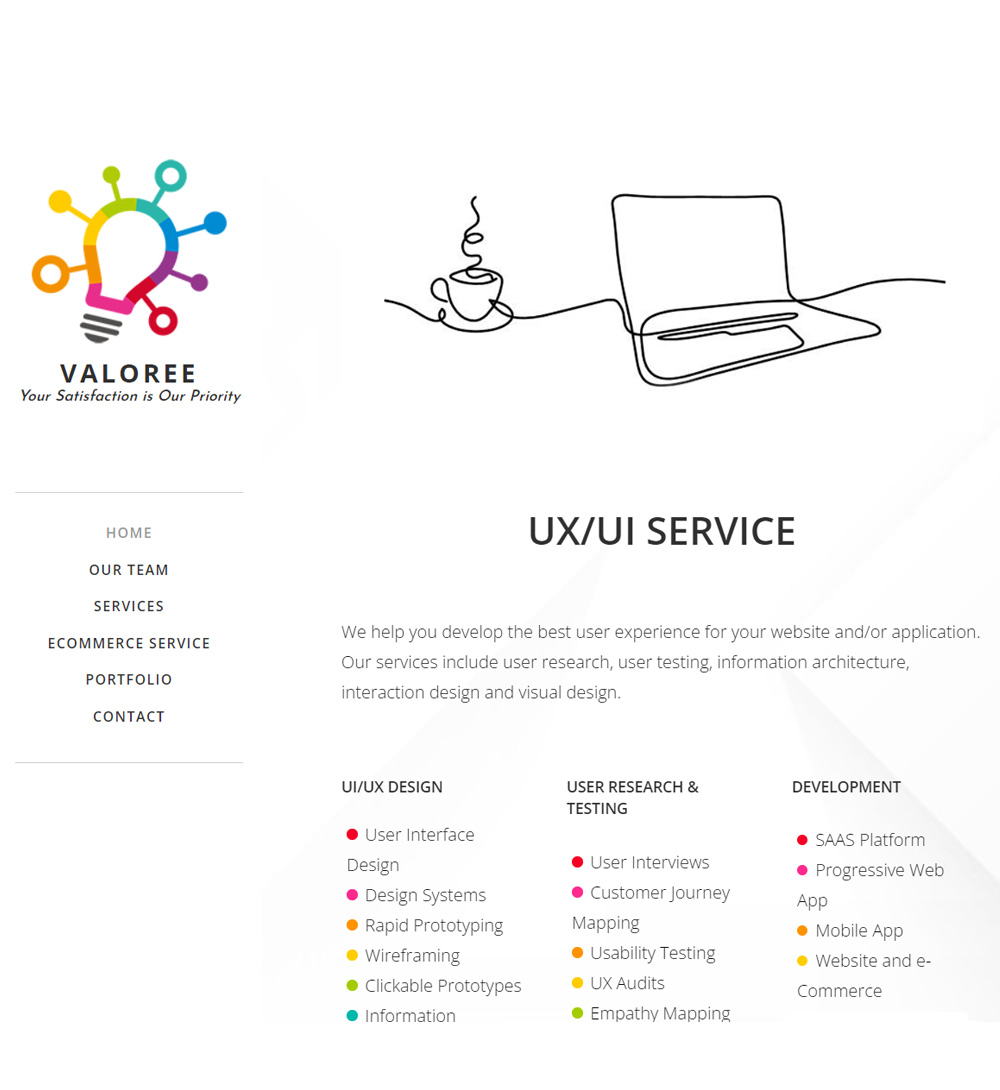 VALOREE
Your Satisfaction is Our Priority
HOME
OUR TEAM
SERVICES
ECOMMERCE SERVICE
PORTFOLIO
CONTACT
UX/UI SERVICE
We help you develop the best user experience for your website and/or application.
Our services include user research, user testing, information architecture,
interaction design and visual design.
UI/UX DESIGN
User Interface
Design
Design Systems
Rapid Prototyping
Wireframing
Clickable Prototypes
Information
USER RESEARCH &
TESTING
User Interviews
Customer Journey
Mapping
Usability Testing
UX Audits
Empathy Mapping
DEVELOPMENT
SAAS Platform
Progressive Web
App
Mobile App
Website and e-
Commerce